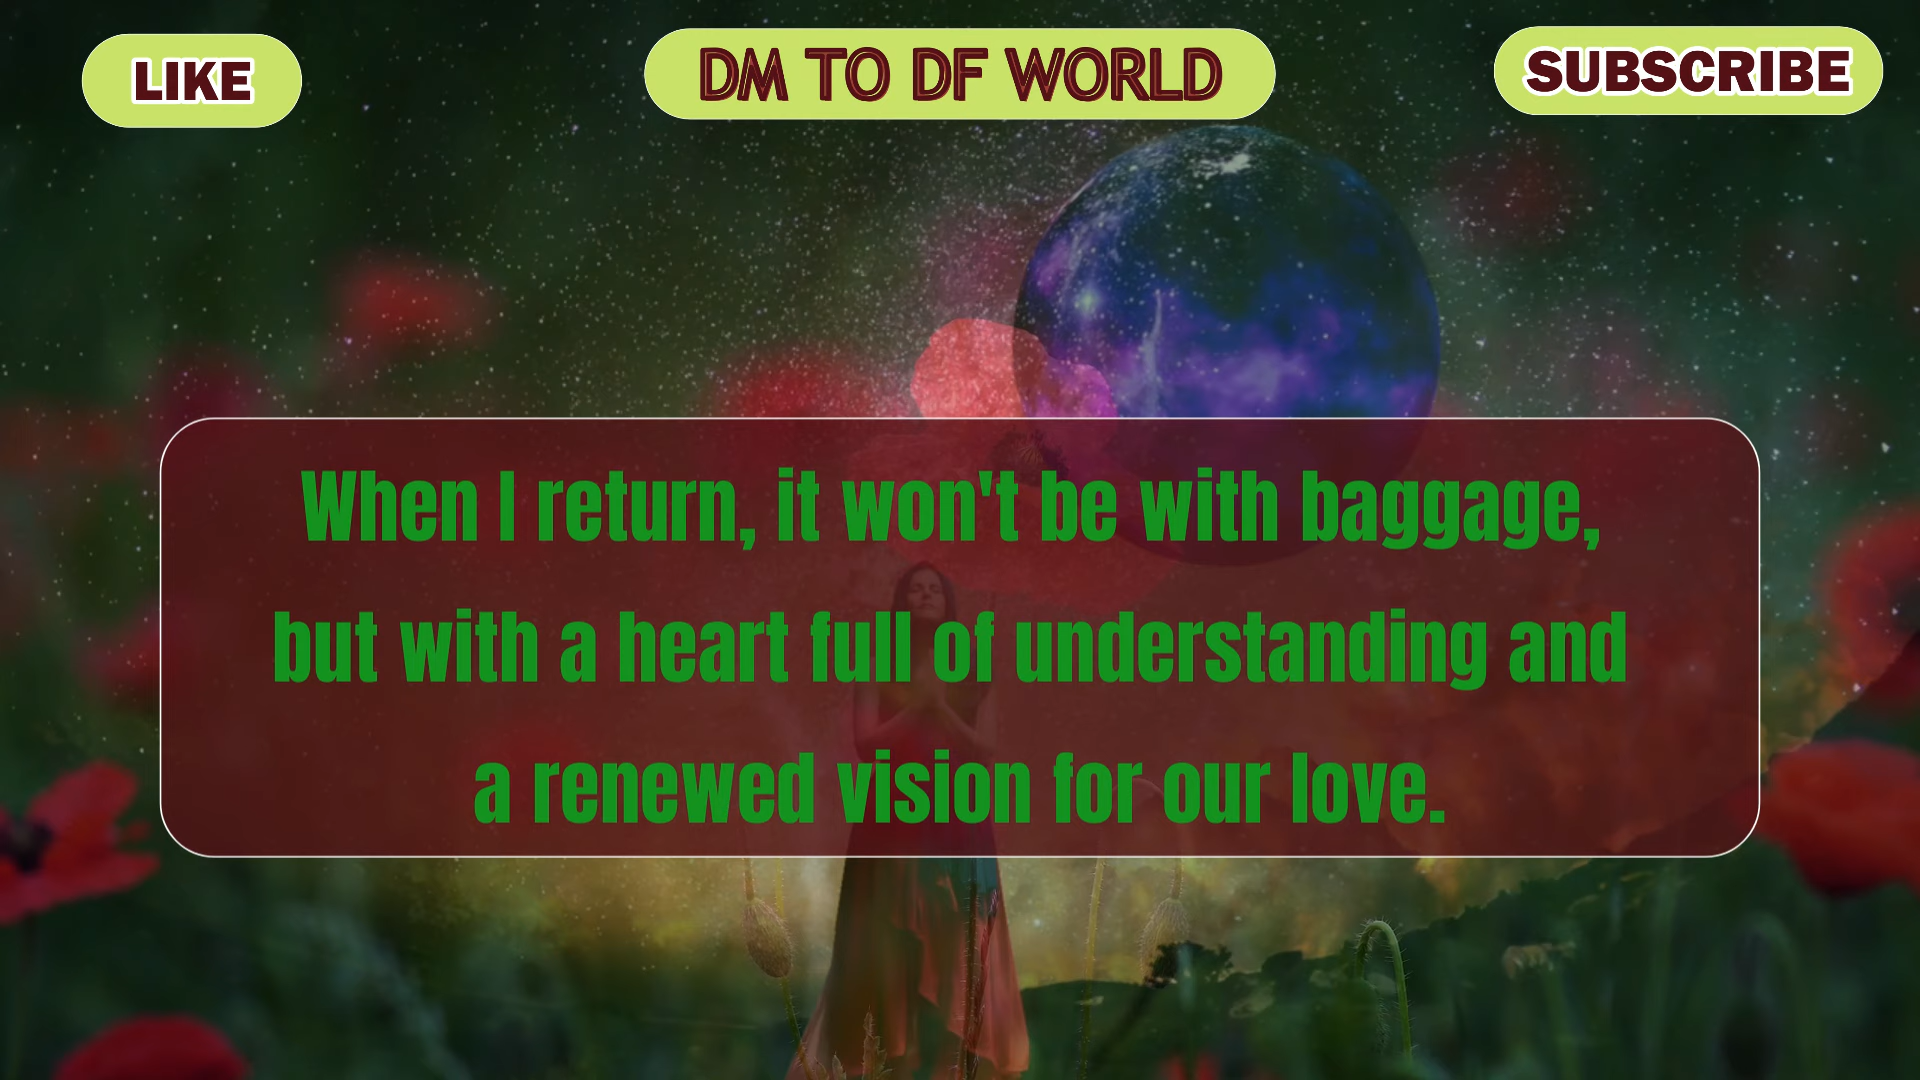 LIKE
DM TO DF WORLD
SUBSCRIBE
When I return, it won't be with baggage,
but with a heart full of understanding and
a renewed vision for our love.